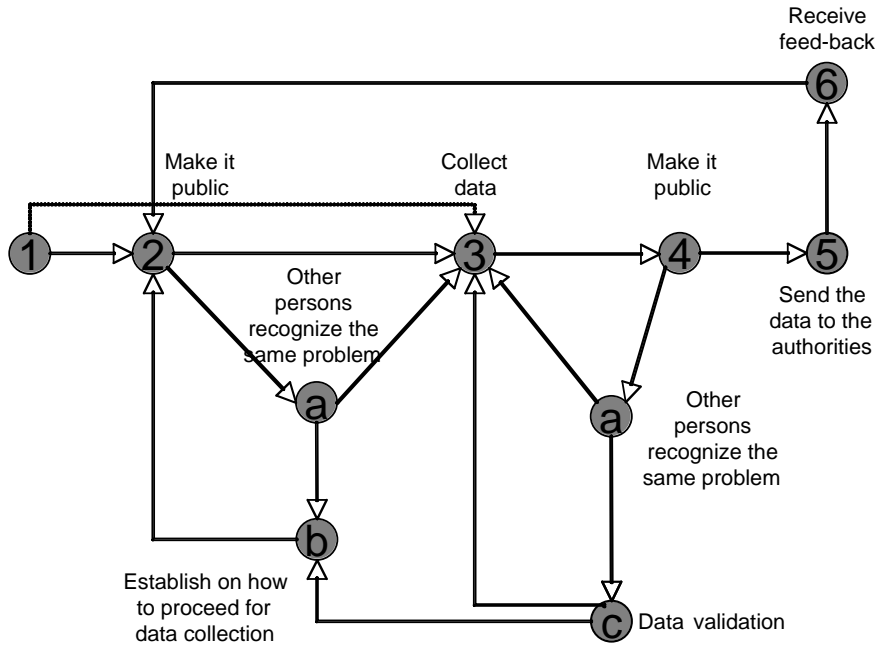 Receive
feed-back
6
Make it
public
Collect
data
Make it
public
1
2
3
4
5
Other
persons
recognize the
same problem
Send the
data to the
authorities
a
a
Other
persons
recognize the
same problem
b
Establish on how
to proceed for
data collection
c
Data validation